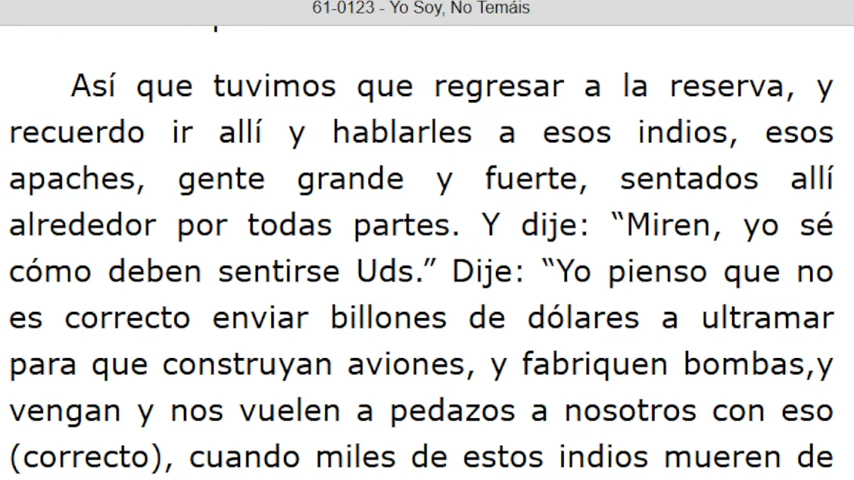 61-0123 - Yo Soy, No Temáis
Así que tuvimos que regresar a la reserva, y
recuerdo ir allí y hablarles a esos indios, esos
apaches, gente grande y fuerte, sentados allí
alrededor por todas partes. Y dije: “Miren, yo sé
cómo deben sentirse Uds.” Dije: “Yo pienso que no
es correcto enviar billones de dólares a ultramar
para que construyan aviones, y fabriquen bombas,y
vengan y nos vuelen a pedazos a nosotros con eso
(correcto), cuando miles de estos indios mueren de